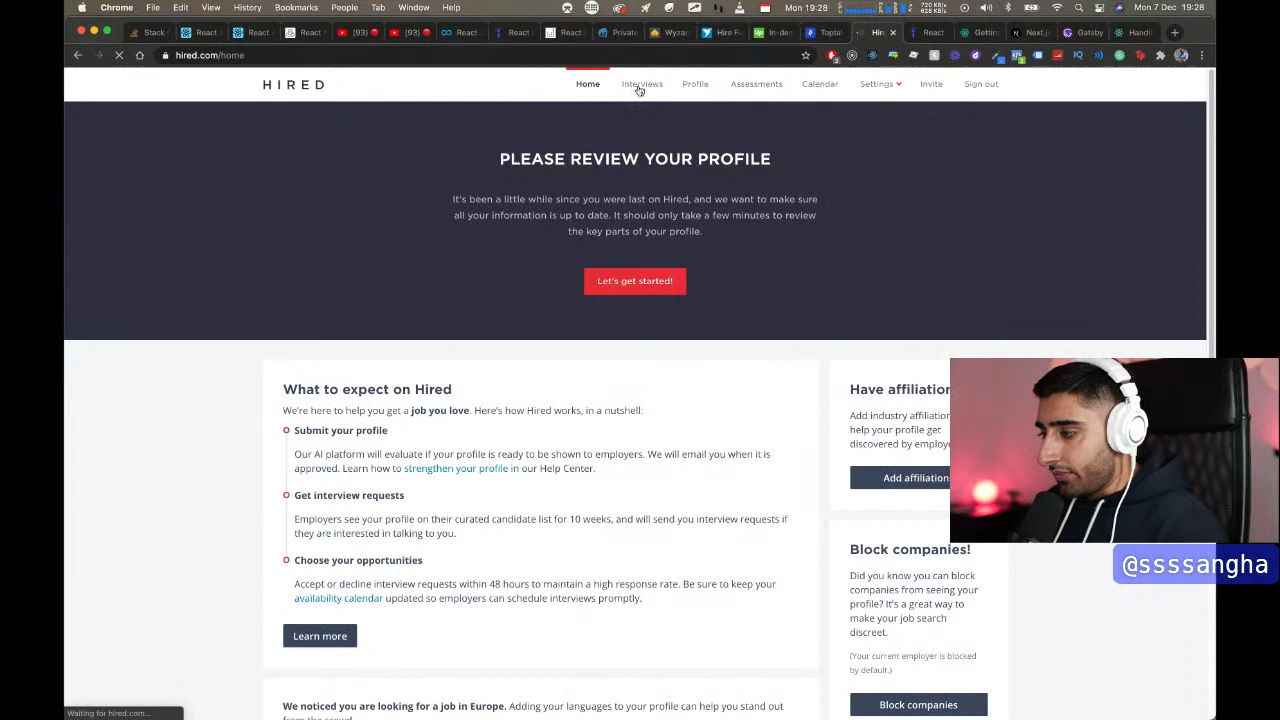 Chrome File Edit View History Bookmarks People Tab Window Help
Mon 7 Dec 19:28
Stack
React
React
React
(93)
(93)
React
React
React
Private
Wyzan
Hire Fu
In-dem
Toptal
Hire
React
Gettin
Next.js
Gatsby
Handli
hired.com/home
HIRED
Home Interviews Profile Assessments Calendar Settings Invite Sign out
PLEASE REVIEW YOUR PROFILE
It's been a little while since you were last on Hired, and we want to make sure
all your information is up to date. It should only take a few minutes to review
the key parts of your profile.
Let's get started!
What to expect on Hired
We're here to help you get a job you love. Here's how Hired works, in a nutshell:
Submit your profile
Our AI platform will evaluate if your profile is ready to be shown to employers. We will email you when it is
approved. Learn how to strengthen your profile in our Help Center.
Get interview requests
Employers see your profile on their curated candidate list for 10 weeks, and will send you interview requests if
they are interested in talking to you.
Choose your opportunities
Accept or decline interview requests within 48 hours to maintain a high response rate. Be sure to keep your
availability calendar updated so employers can schedule interviews promptly.
Learn more
We noticed you are looking for a job in Europe. Adding your languages to your profile can help you stand out
Have affiliation
Add industry affiliation
help your profile get
discovered by employe
Add affiliation
Block companies!
Did you know you can block
companies from seeing your
profile? It's a great way to
make your job search
discreet.
(Your current employer is blocked
by default.)
Block companies
@ssssangha
Waiting for hired.com...